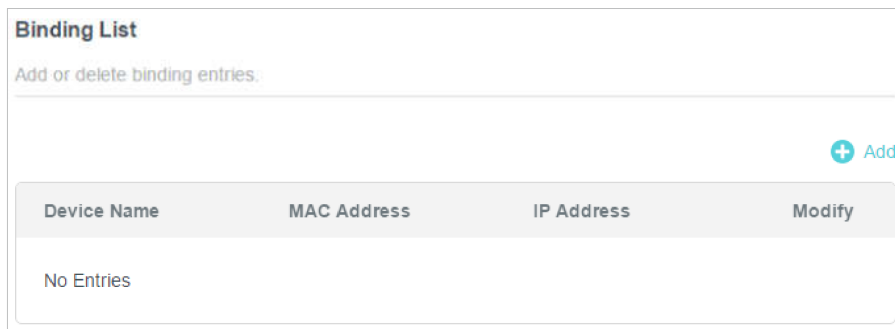 Binding List
Add or delete binding entries.
Add
Device Name MAC Address IP Address Modify
No Entries